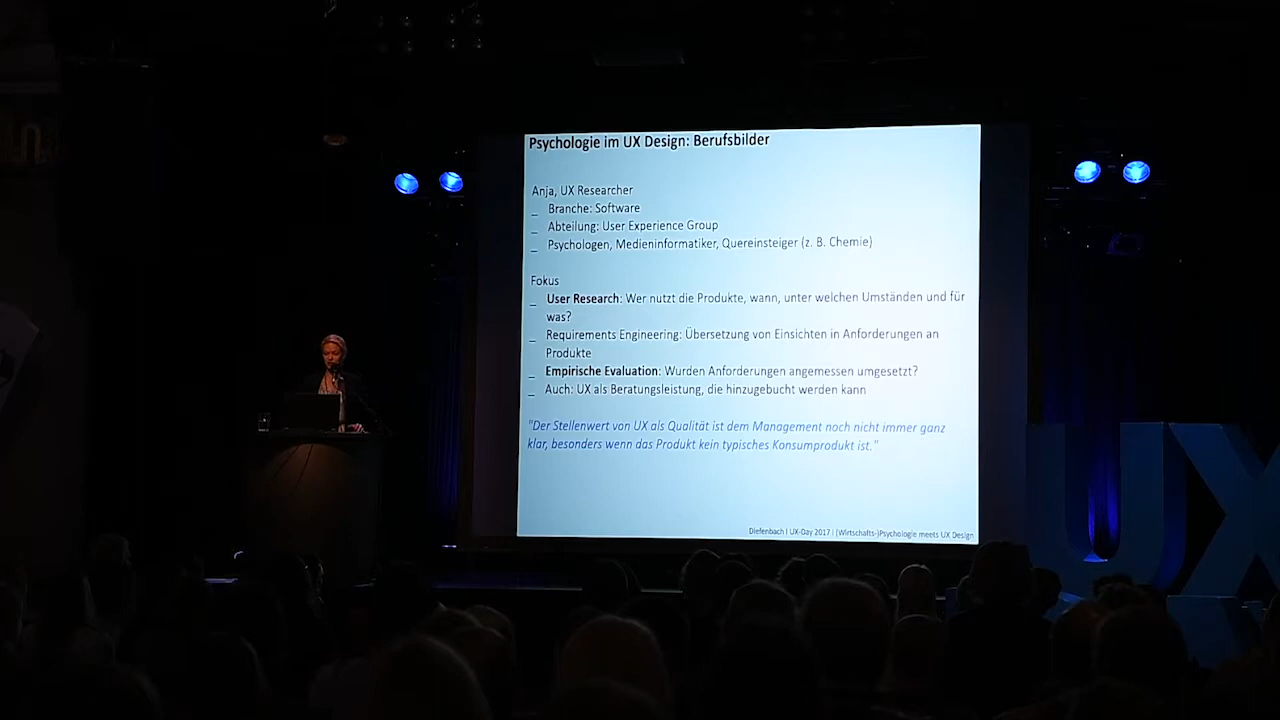 Psychologie im UX Design: Berufsbilder
Anja, UX Researcher
_ Branche: Software
_ Abteilung: User Experience Group
_ Psychologen, Medieninformatiker, Quereinsteiger (z. B. Chemie)
Fokus
_ User Research: Wer nutzt die Produkte, wann, unter welchen Umständen und für
was?
_ Requirements Engineering: Übersetzung von Einsichten in Anforderungen an
Produkte
_ Empirische Evaluation: Wurden Anforderungen angemessen umgesetzt?
_ Auch: UX als Beratungsleistung, die hinzugebucht werden kann
"Der Stellenwert von UX als Qualität ist dem Management noch nicht immer ganz
klar, besonders wenn das Produkt kein typisches Konsumprodukt ist."
Diefenbach | UX-Day 2017 | (Wirtschafts-)Psychologie meets UX Design
UX